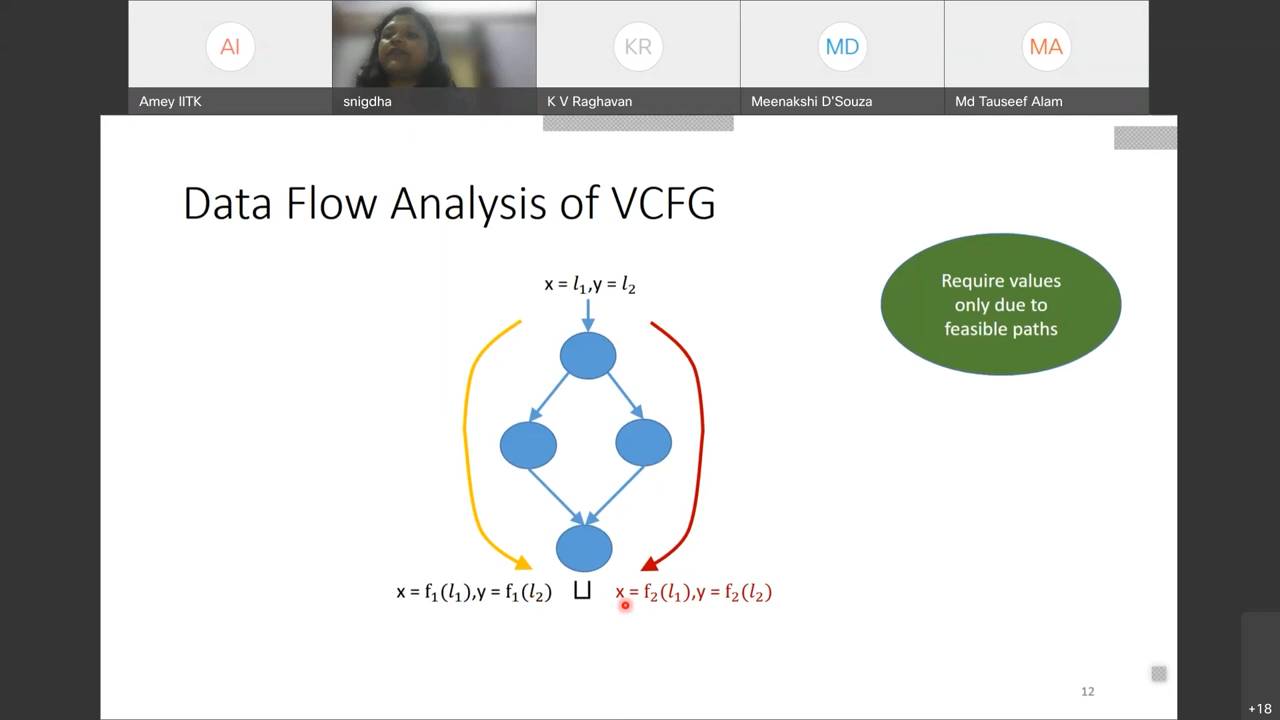 AI
KR
MD
MA
Amey IITK
snigdha
K V Raghavan
Meenakshi D'Souza
Md Tauseef Alam
Data Flow Analysis of VCFG
x = l₁,y = l₂
Require values
only due to
feasible paths
x = f₁(l₁),y = f₁(l₂) ⊔ x = f₂(l₁),y = f₂(l₂)
12
+18